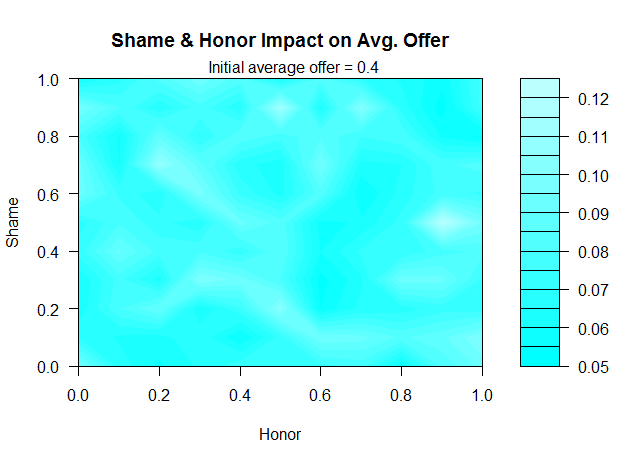 Shame & Honor Impact on Avg. Offer
Initial average offer = 0.4
1.0
0.8
0.6
0.4
0.2
0.0
Shame
0.0 0.2 0.4 0.6 0.8 1.0
Honor
0.12
0.11
0.10
0.09
0.08
0.07
0.06
0.05